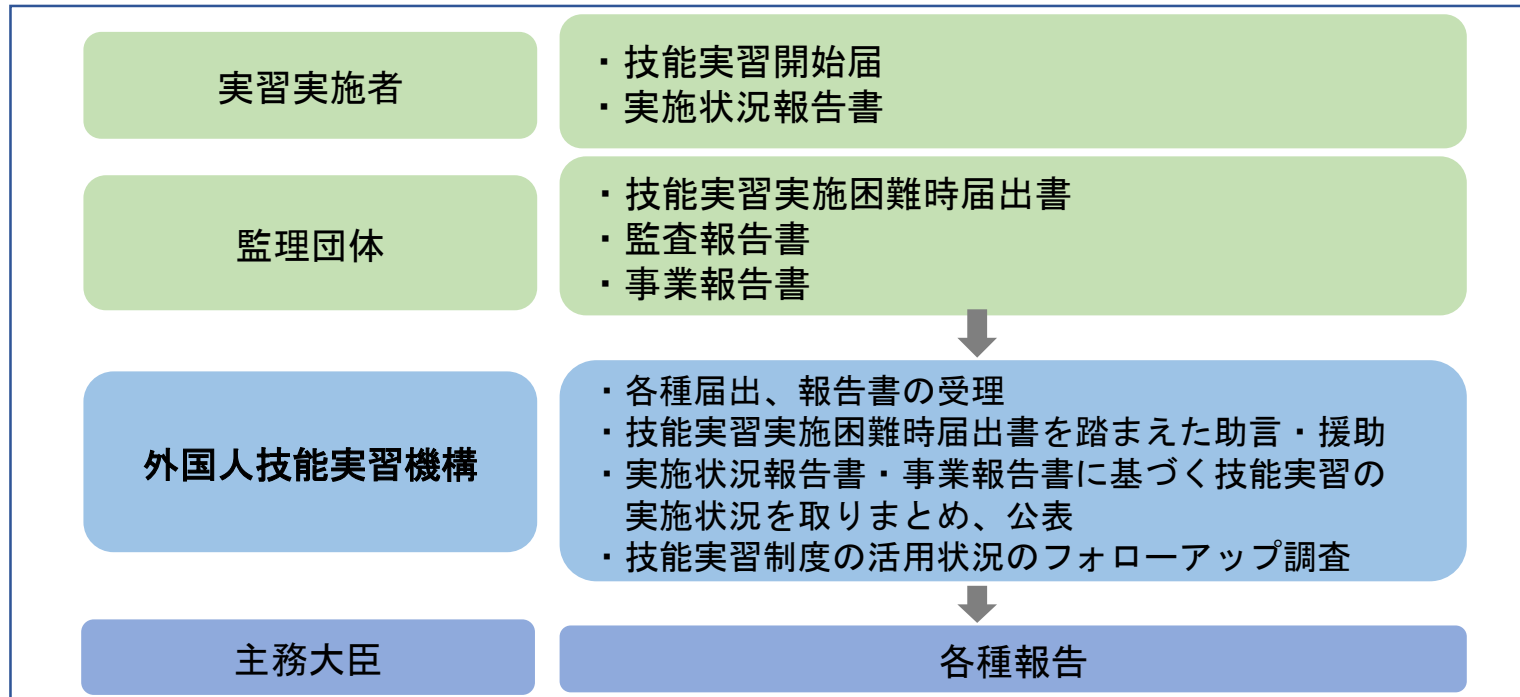 実習実施者
・技能実習開始届
・実施状況報告書
監理団体
・技能実習実施困難時届出書
・監査報告書
・事業報告書
外国人技能実習機構
・各種届出、報告書の受理
・技能実習実施困難時届出書を踏まえた助言・援助
・実施状況報告書・事業報告書に基づく技能実習の
実施状況を取りまとめ、公表
・技能実習制度の活用状況のフォローアップ調査
主務大臣
各種報告